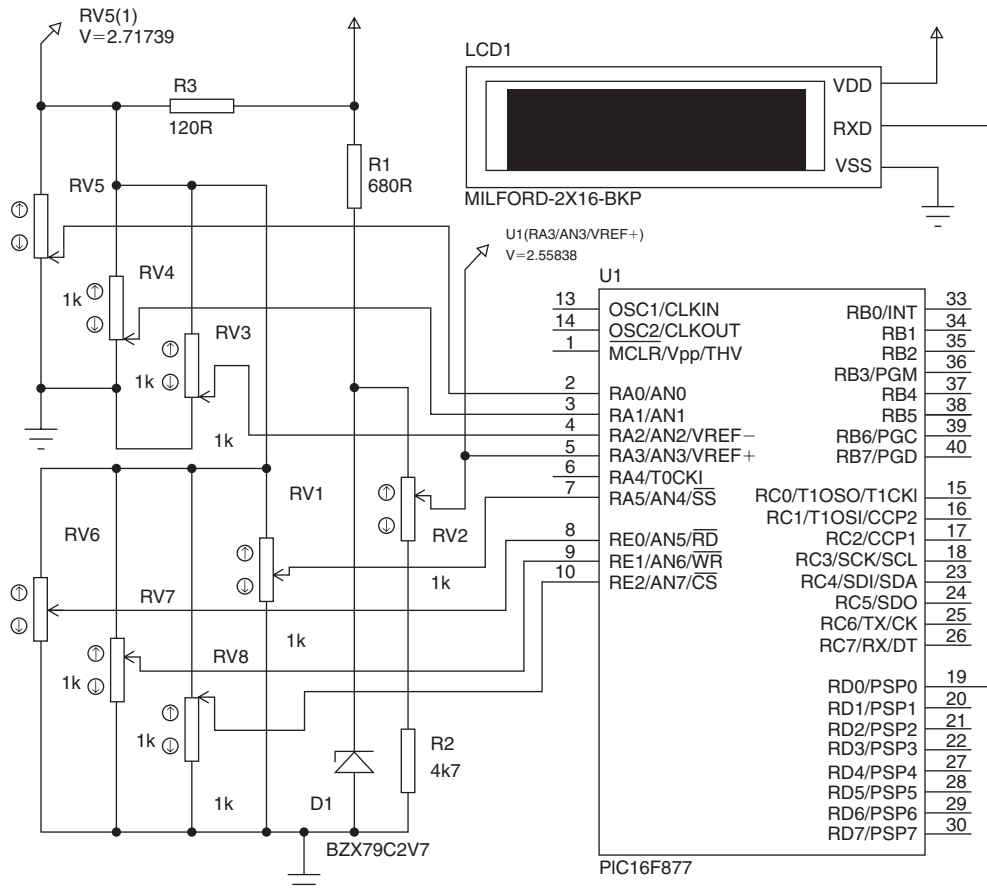 RV5(1)
V=2.71739
R3
120R
R1
680R
LCD1
VDD
RXD
VSS
MILFORD-2X16-BKP
RV5
RV4
1k
RV3
1k
1k
U1(RA3/AN3/VREF+)
V=2.55838
U1
13 OSC1/CLKIN
14 OSC2/CLKOUT
1 MCLR/Vpp/THV
2 RA0/AN0
3 RA1/AN1
4 RA2/AN2/VREF−
5 RA3/AN3/VREF+
6 RA4/T0CKI
7 RA5/AN4/SS
8 RE0/AN5/RD
9 RE1/AN6/WR
10 RE2/AN7/CS
RB0/INT 33
RB1 34
RB2 35
RB3/PGM 36
RB4 37
RB5 38
RB6/PGC 39
RB7/PGD 40
RC0/T1OSO/T1CKI 15
RC1/T1OSI/CCP2 16
RC2/CCP1 17
RC3/SCK/SCL 18
RC4/SDI/SDA 23
RC5/SDO 24
RC6/TX/CK 25
RC7/RX/DT 26
RD0/PSP0 19
RD1/PSP1 20
RD2/PSP2 21
RD3/PSP3 22
RD4/PSP4 27
RD5/PSP5 28
RD6/PSP6 29
RD7/PSP7 30
PIC16F877
RV1
RV2
1k
RV6
RV7
1k
RV8
1k
1k
1k
R2
4k7
D1
BZX79C2V7